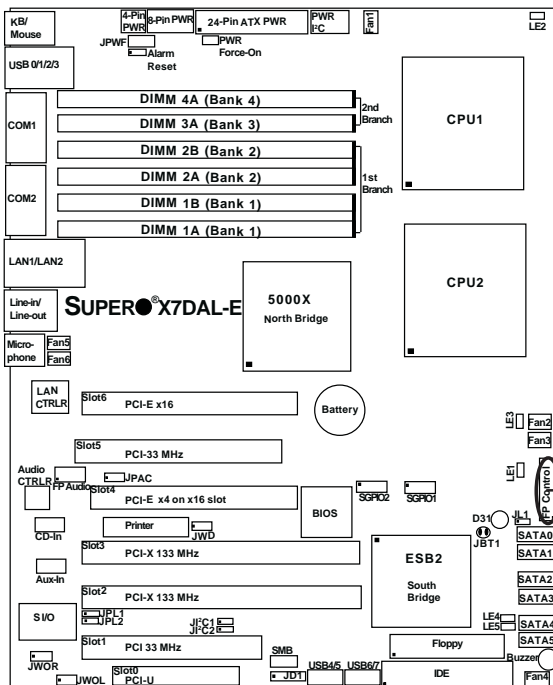 KB/
Mouse
4-Pin
PWR
8-Pin PWR
24-Pin ATX PWR
PWR
I²C
Fan1
LE2
JPWF
Alarm
Reset
PWR
Force-On
USB 0/1/2/3
COM1
COM2
DIMM 4A (Bank 4)
DIMM 3A (Bank 3)
DIMM 2B (Bank 2)
DIMM 2A (Bank 2)
DIMM 1B (Bank 1)
DIMM 1A (Bank 1)
2nd
Branch
1st
Branch
CPU1
CPU2
LAN1/LAN2
Line-in/
Line-out
SUPER®X7DAL-E
5000X
North Bridge
Micro-
phone
Fan5
Fan6
LAN
CTRLR
Slot6
PCI-E x16
Battery
LE3
Fan2
Fan3
Slot5
PCI-33 MHz
Audio
CTRLR
FP Audio
JPAC
LE1
FP Control
Slot4
PCI-E x4 on x16 slot
BIOS
SGPIO2
SGPIO1
CD-In
Printer
JWD
D31
JL1
JBT1
SATA0
SATA1
SATA2
SATA3
SATA4
SATA5
Slot3
PCI-X 133 MHz
Aux-In
ESB2
South
Bridge
Slot2
PCI-X 133 MHz
S I/O
JPL1
JPL2
JI²C1
JI²C2
LE4
LE5
Slot1
PCI 33 MHz
Floppy
Buzzer
JWOR
SMB
USB4/5
USB6/7
JWOL
Slot0
PCI-U
JD1
IDE
Fan4